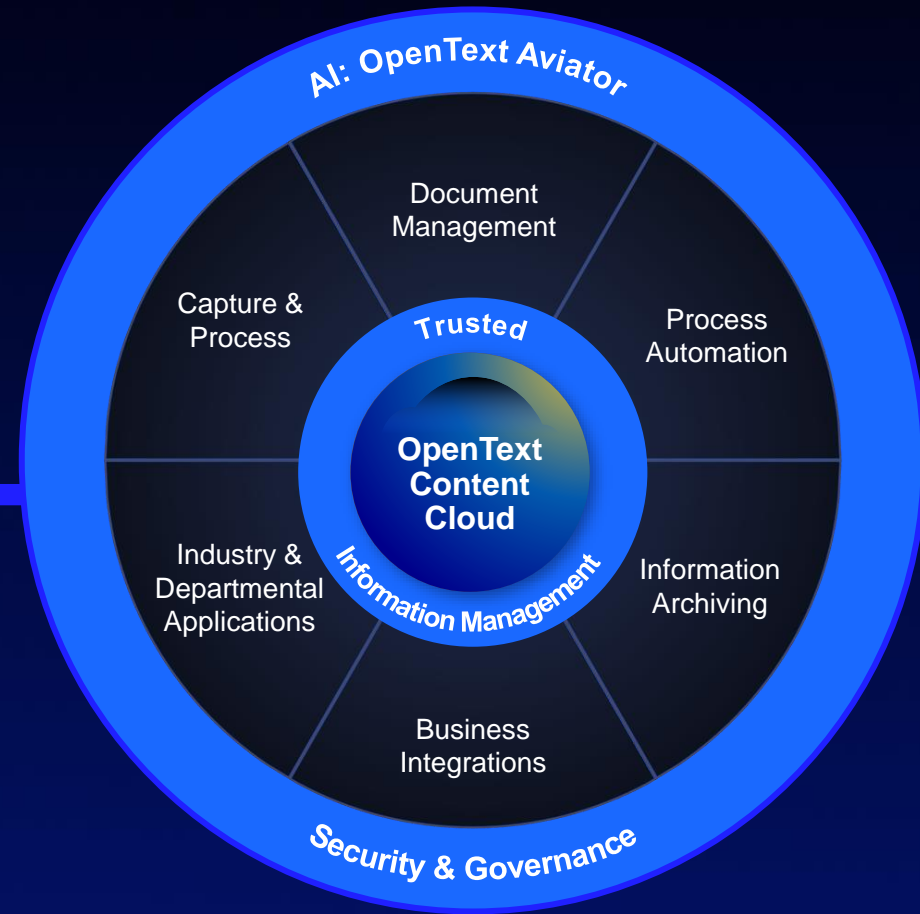 AI: OpenText Aviator
Document
Management
Capture &
Process
Process
Automation
Trusted
OpenText
Content
Cloud
Information Management
Industry &
Departmental
Applications
Information
Archiving
Business
Integrations
Security & Governance